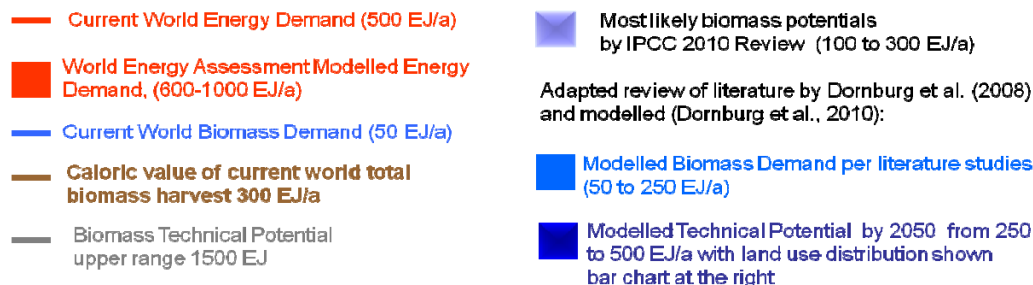 Current World Energy Demand (500 EJ/a)
World Energy Assessment Modelled Energy
Demand, (600-1000 EJ/a)
Current World Biomass Demand (50 EJ/a)
Caloric value of current world total
biomass harvest 300 EJ/a
Biomass Technical Potential
upper range 1500 EJ
Most likely biomass potentials
by IPCC 2010 Review (100 to 300 EJ/a)
Adapted review of literature by Dornburg et al. (2008)
and modelled (Dornburg et al., 2010):
Modelled Biomass Demand per literature studies
(50 to 250 EJ/a)
Modelled Technical Potential by 2050 from 250
to 500 EJ/a with land use distribution shown
bar chart at the right